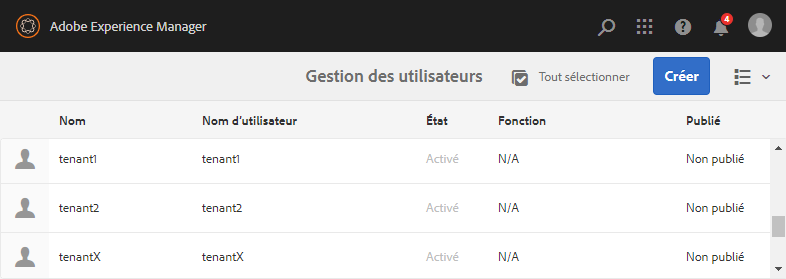 Adobe Experience Manager 4
Gestion des utilisateurs Tout sélectionner Créer
Nom Nom d'utilisateur État Fonction Publié
tenant1 tenant1 Activé N/A Non publié
tenant2 tenant2 Activé N/A Non publié
tenantX tenantX Activé N/A Non publié